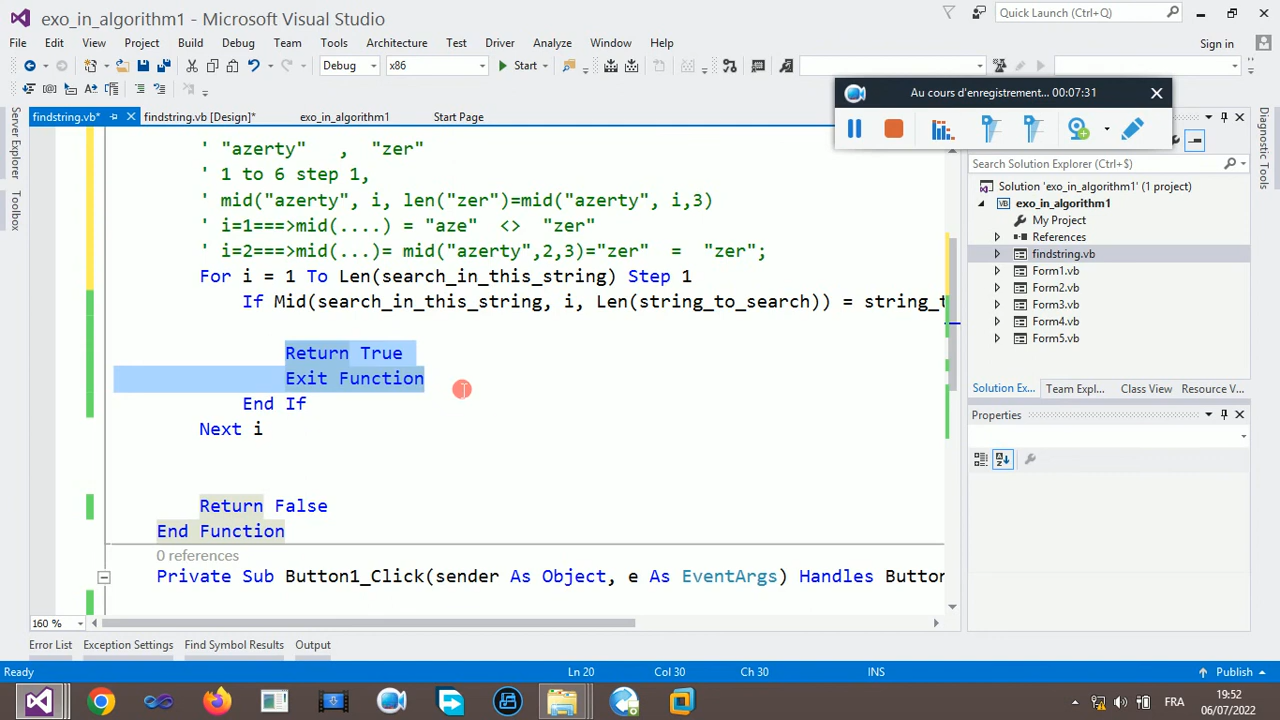 exo_in_algorithm1 - Microsoft Visual Studio
Quick Launch (Ctrl+Q)
File Edit View Project Build Debug Team Tools Architecture Test Driver Analyze Window Help
Sign in
Debug x86 Start
Au cours d'enregistrement... 00:07:31
findstring.vb* findstring.vb [Design]* exo_in_algorithm1 Start Page
Server Explorer
Toolbox
Diagnostic Tools
' "azerty" , "zer"
' 1 to 6 step 1,
' mid("azerty", i, len("zer")=mid("azerty", i,3)
' i=1===>mid(....) = "aze" <> "zer"
' i=2===>mid(...)= mid("azerty",2,3)="zer" = "zer";
For i = 1 To Len(search_in_this_string) Step 1
If Mid(search_in_this_string, i, Len(string_to_search)) = string_t
Return True
Exit Function
End If
Next i
Return False
End Function
0 references
Private Sub Button1_Click(sender As Object, e As EventArgs) Handles Button
160 %
Search Solution Explorer (Ctrl+$)
Solution 'exo_in_algorithm1' (1 project)
exo_in_algorithm1
My Project
References
findstring.vb
Form1.vb
Form2.vb
Form3.vb
Form4.vb
Form5.vb
Solution Ex... Team Explor... Class View Resource V...
Properties
Error List Exception Settings Find Symbol Results Output
Ready Ln 20 Col 30 Ch 30 INS Publish
FRA
19:52
06/07/2022